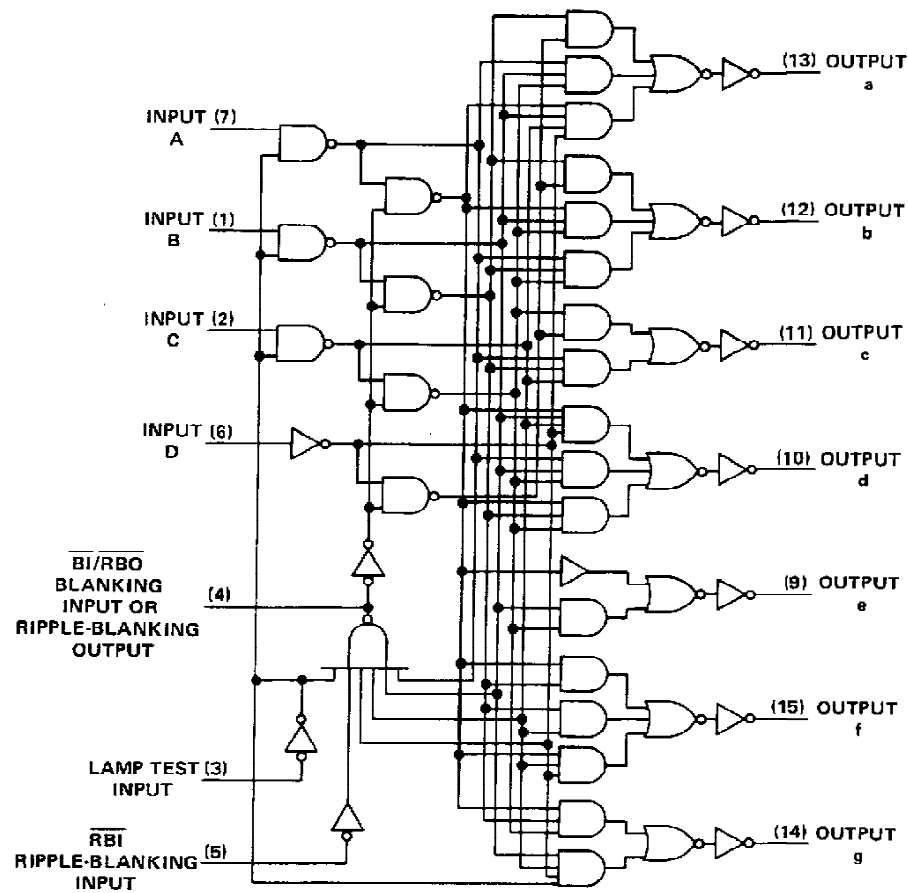 (13) OUTPUT
a
INPUT (7)
A
INPUT (1)
B
(12) OUTPUT
b
INPUT (2)
C
(11) OUTPUT
c
INPUT (6)
D
(10) OUTPUT
d
BI/RBO
BLANKING (4)
INPUT OR
RIPPLE-BLANKING
OUTPUT
(9) OUTPUT
e
(15) OUTPUT
f
LAMP TEST (3)
INPUT
RBI
RIPPLE-BLANKING (5)
INPUT
(14) OUTPUT
g